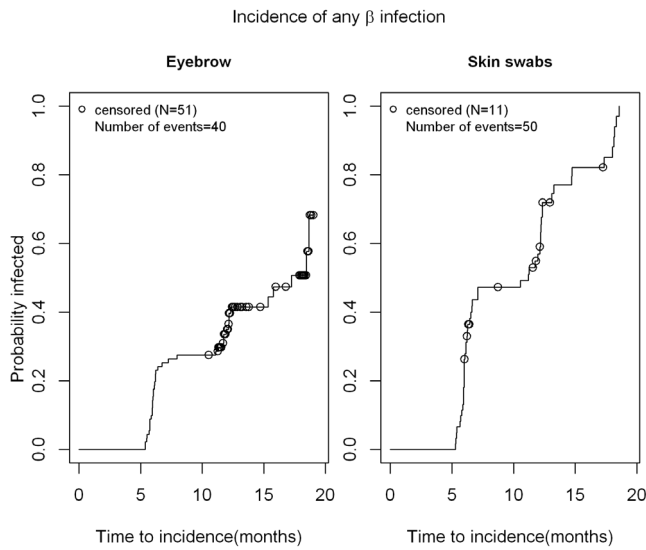 Incidence of any β infection
Eyebrow
censored (N=51)
Number of events=40
Probability infected
0.0 0.2 0.4 0.6 0.8 1.0
0 5 10 15 20
Time to incidence(months)
Skin swabs
censored (N=11)
Number of events=50
0.0 0.2 0.4 0.6 0.8 1.0
0 5 10 15 20
Time to incidence(months)